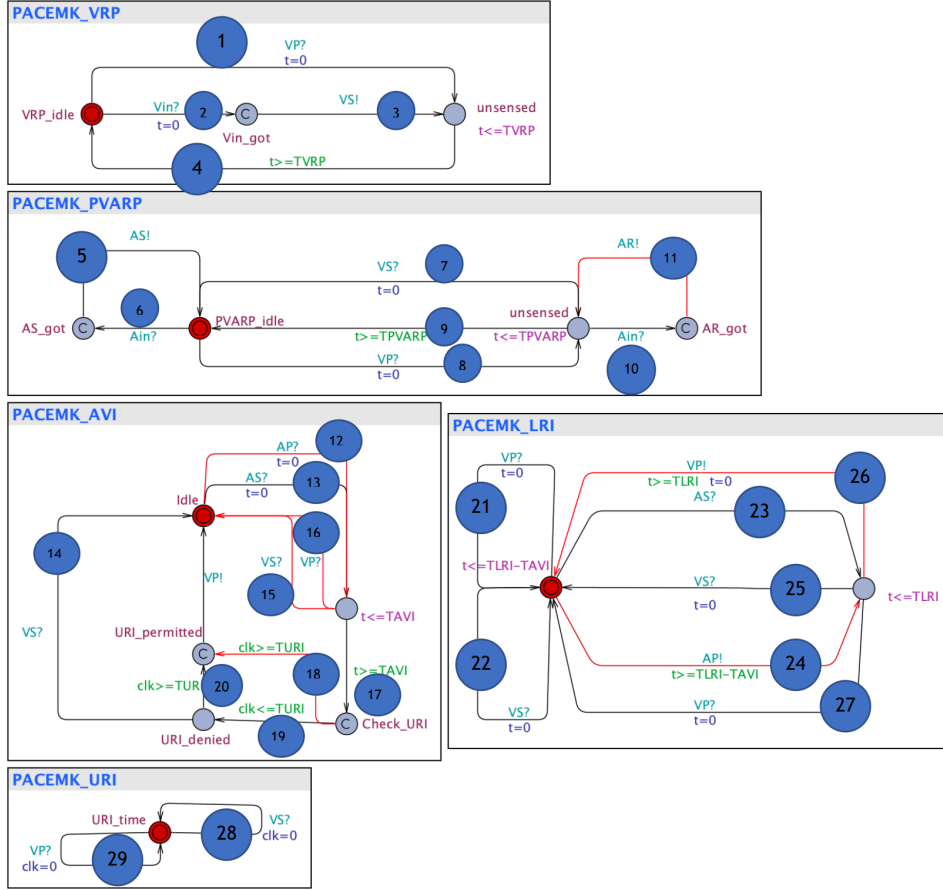 PACEMK_VRP
1
VP?
t=0
VRP_idle
Vin?
t=0
2
C
Vin_got
VS!
3
unsensed
t<=TVRP
4
t>=TVRP
PACEMK_PVARP
5
AS!
AS_got
C
6
Ain?
PVARP_idle
VS?
t=0
7
t>=TPVARP
9
VP?
t=0
8
unsensed
t<=TPVARP
AR!
11
Ain?
10
C
AR_got
PACEMK_AVI
AP?
t=0
12
AS?
t=0
13
Idle
14
VS?
16
VS?
VP?
15
VP!
t<=TAVI
URI_permitted
C
clk>=TURI
18
t>=TAVI
17
clk>=TUR
20
clk<=TURI
19
URI_denied
C
Check_URI
PACEMK_LRI
VP?
t=0
21
t<=TLRI-TAVI
22
VS?
t=0
VP!
t>=TLRI t=0
26
AS?
23
VS?
t=0
25
t<=TLRI
AP!
t>=TLRI-TAVI
24
VP?
t=0
27
PACEMK_URI
URI_time
VS?
clk=0
28
VP?
clk=0
29